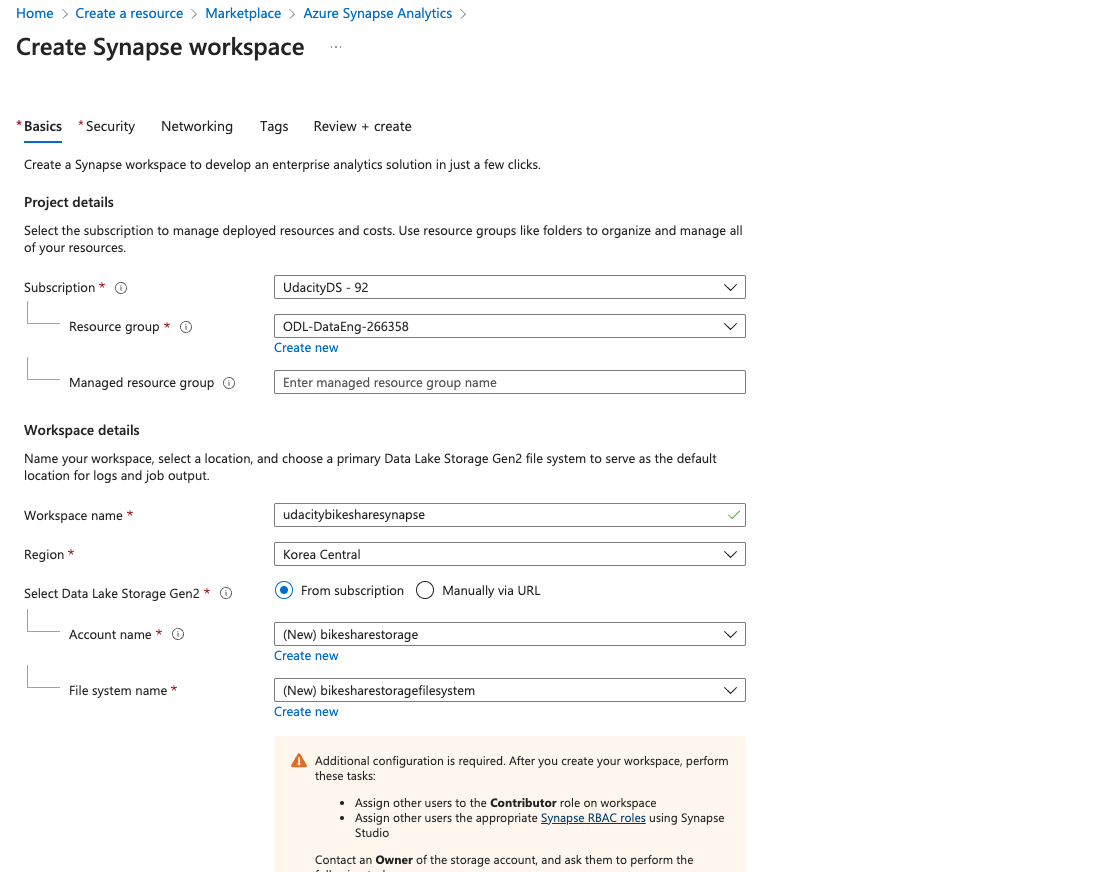 Home > Create a resource > Marketplace > Azure Synapse Analytics >
Create Synapse workspace ...
* Basics * Security Networking Tags Review + create
Create a Synapse workspace to develop an enterprise analytics solution in just a few clicks.
Project details
Select the subscription to manage deployed resources and costs. Use resource groups like folders to organize and manage all
of your resources.
Subscription * UdacityDS - 92
Resource group * ODL-DataEng-266358
Create new
Managed resource group Enter managed resource group name
Workspace details
Name your workspace, select a location, and choose a primary Data Lake Storage Gen2 file system to serve as the default
location for logs and job output.
Workspace name * udacitybikesharesynapse
Region * Korea Central
Select Data Lake Storage Gen2 * From subscription Manually via URL
Account name * (New) bikesharestorage
Create new
File system name * (New) bikesharestoragefilesystem
Create new
Additional configuration is required. After you create your workspace, perform
these tasks:
• Assign other users to the Contributor role on workspace
• Assign other users the appropriate Synapse RBAC roles using Synapse
Studio
Contact an Owner of the storage account, and ask them to perform the